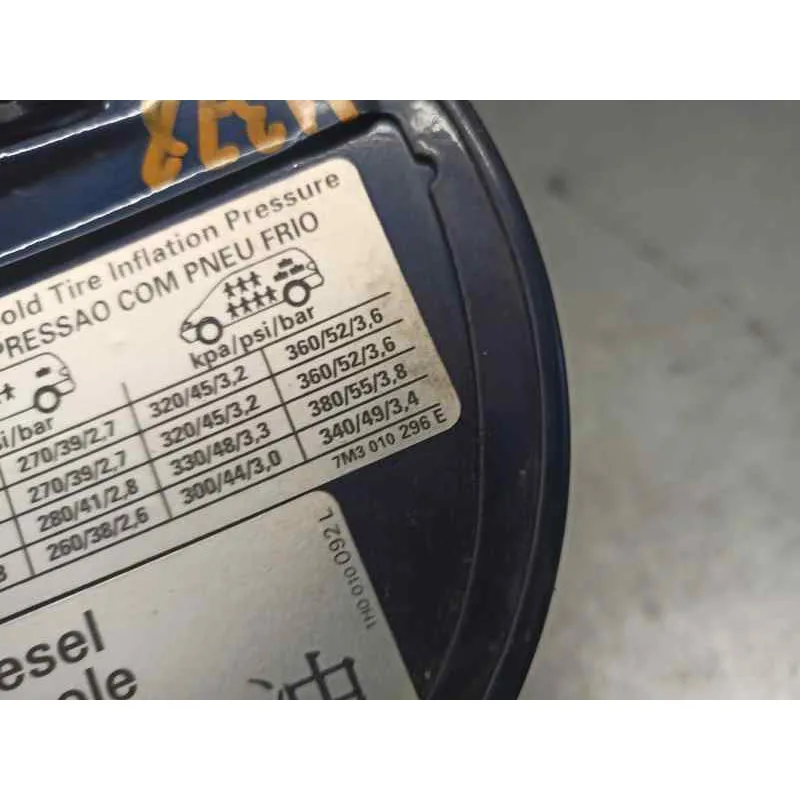 old Tire Inflation Pressure
PRESSAO COM PNEU FRIO
si/bar kpa/psi/bar
270/39/2,7 320/45/3,2 360/52/3,6
270/39/2,7 320/45/3,2 360/52/3,6
280/41/2,8 330/48/3,3 380/55/3,8
260/38/2,6 300/44/3,0 340/49/3,4
7M3 010 296 E
1H0 010 092 L
esel
ole
油